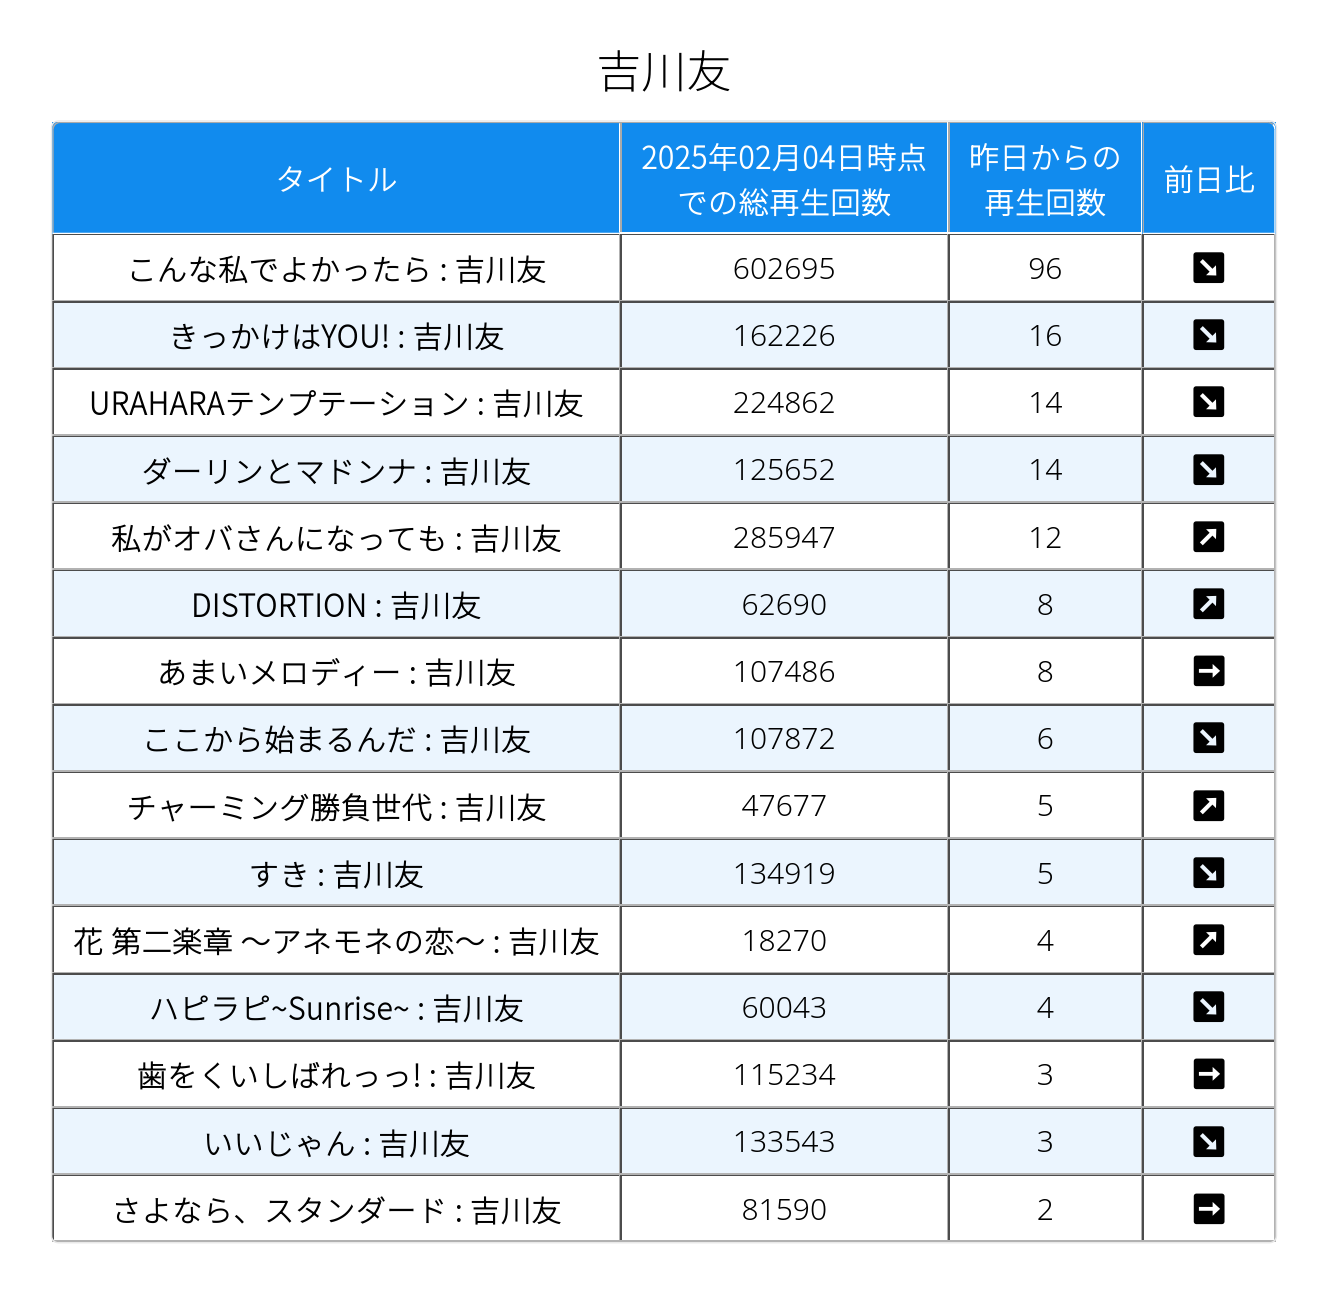 吉川友
タイトル
2025年02月04日時点
での総再生回数
昨日からの
再生回数
前日比
こんな私でよかったら : 吉川友 602695 96 ↘
きっかけはYOU! : 吉川友 162226 16 ↘
URAHARAテンプテーション : 吉川友 224862 14 ↘
ダーリンとマドンナ : 吉川友 125652 14 ↘
私がオバさんになっても : 吉川友 285947 12 ↗
DISTORTION : 吉川友 62690 8 ↗
あまいメロディー : 吉川友 107486 8 →
ここから始まるんだ : 吉川友 107872 6 ↘
チャーミング勝負世代 : 吉川友 47677 5 ↗
すき : 吉川友 134919 5 ↘
花 第二楽章 〜アネモネの恋〜 : 吉川友 18270 4 ↗
ハピラピ~Sunrise~ : 吉川友 60043 4 ↘
歯をくいしばれっっ! : 吉川友 115234 3 →
いいじゃん : 吉川友 133543 3 ↘
さよなら、スタンダード : 吉川友 81590 2 →